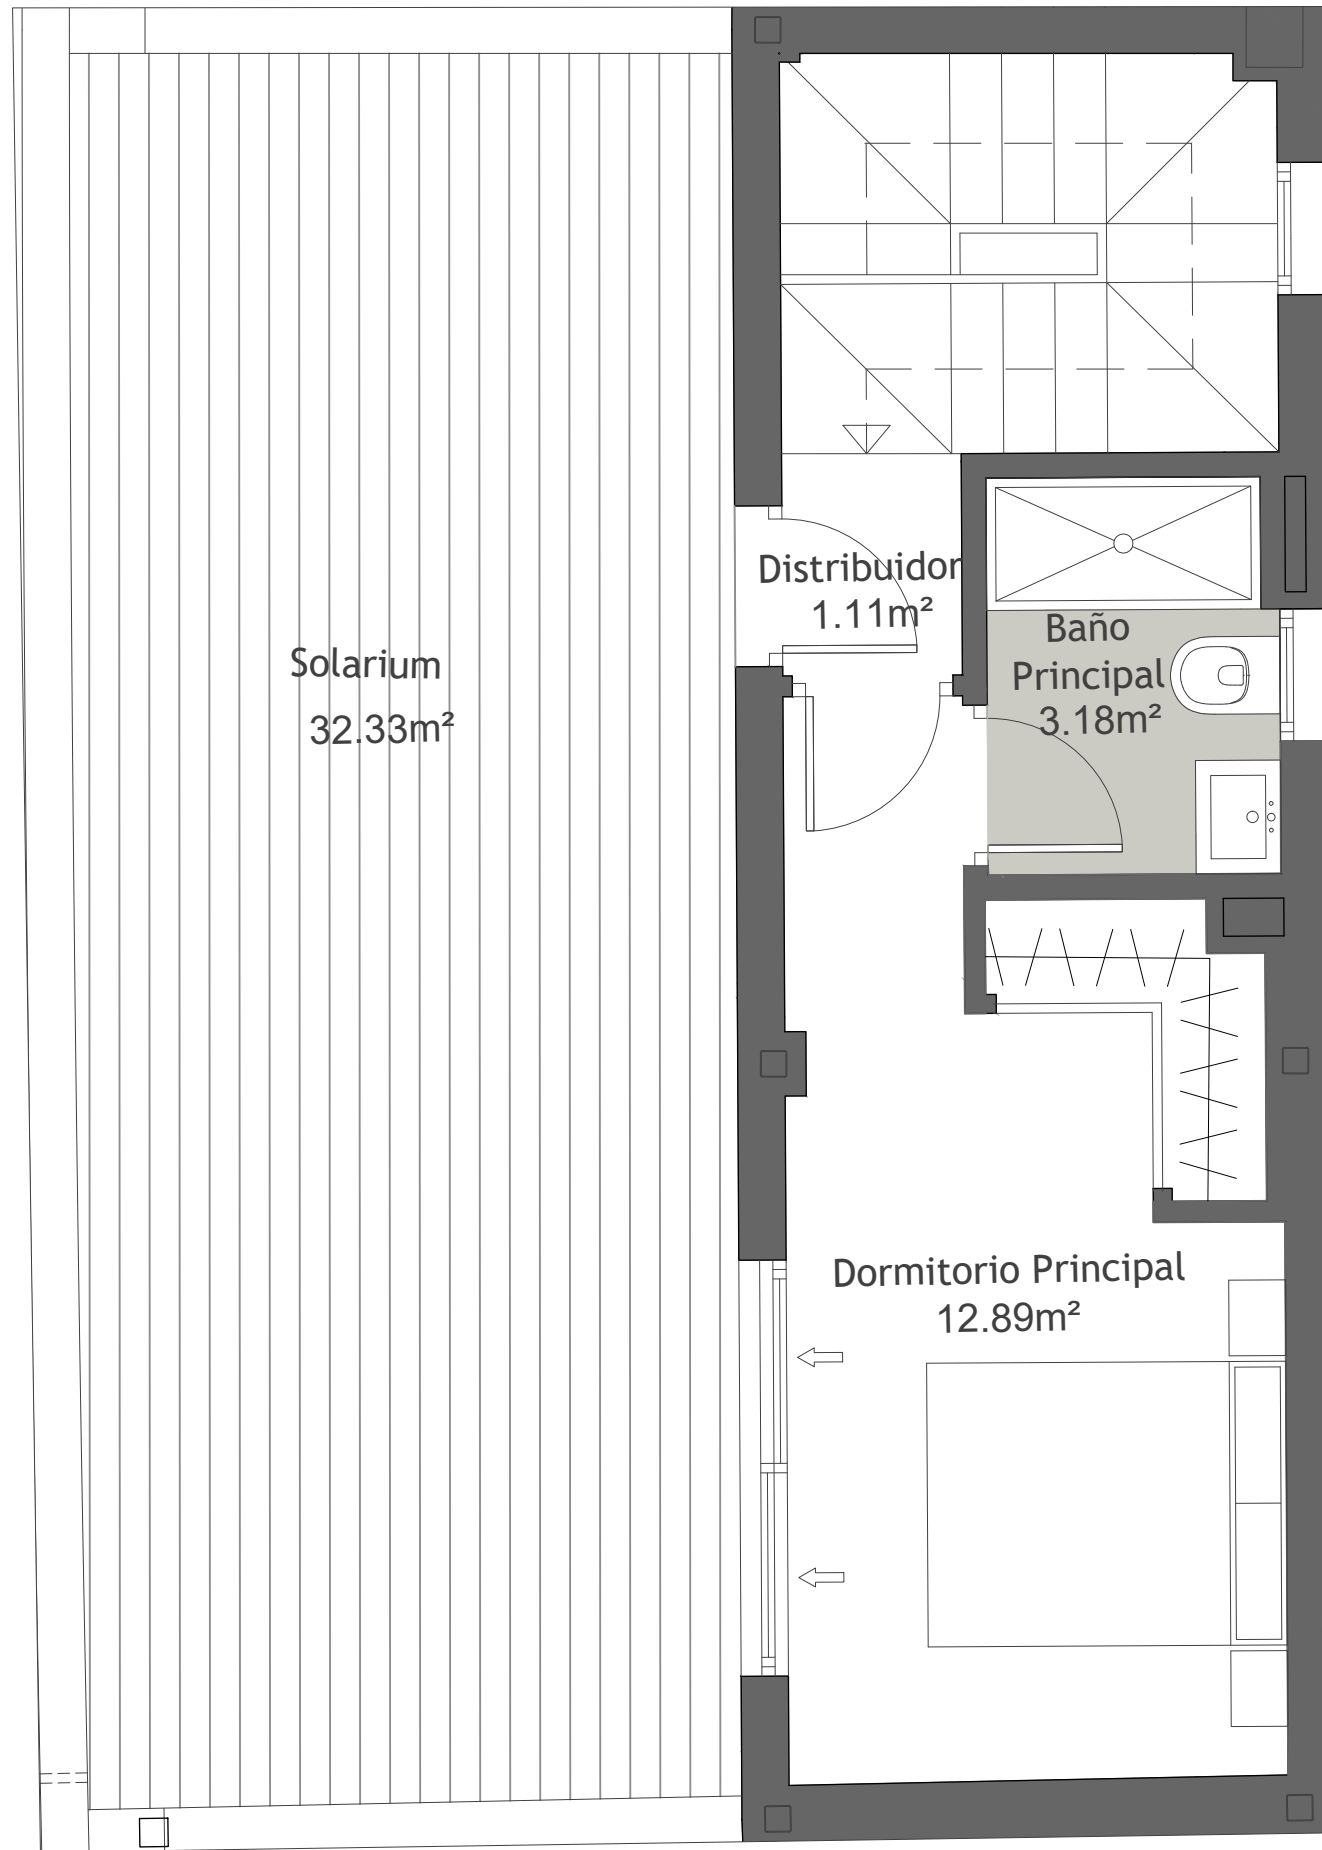 Distribuidor
1.11m²
Baño
Principal
3.18m²
Solarium
32.33m²
Dormitorio Principal
12.89m²